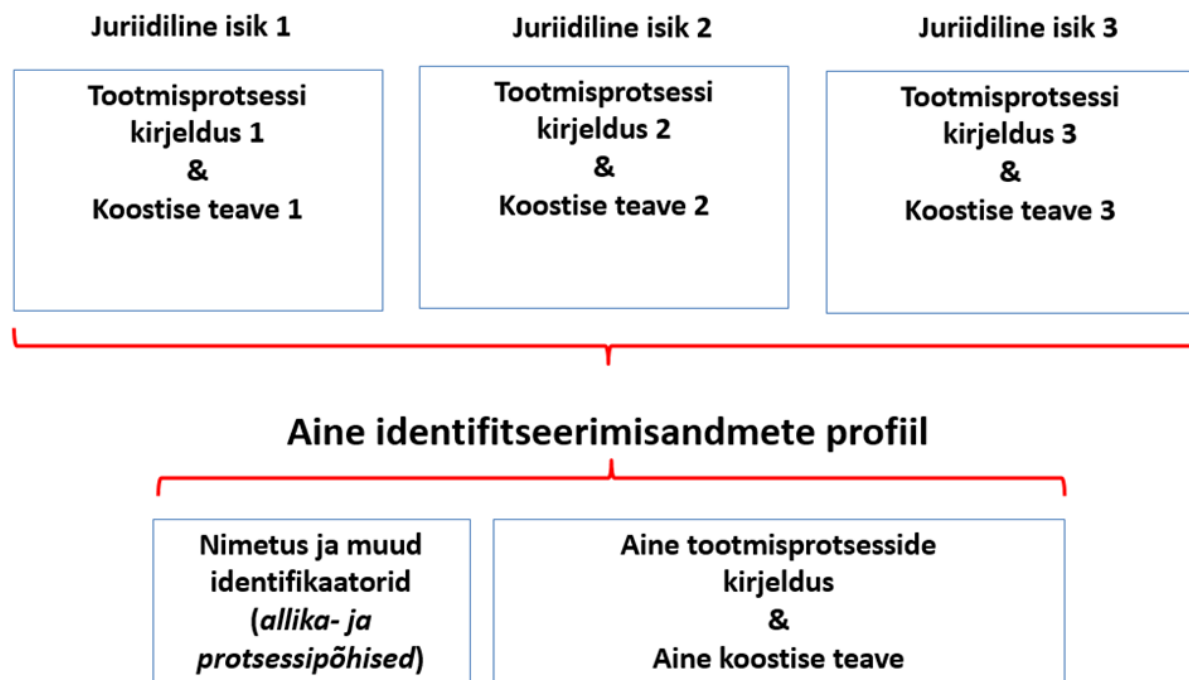 Juriidiline isik 1
Juriidiline isik 2
Juriidiline isik 3
Tootmisprotsessi
kirjeldus 1
&
Koostise teave 1
Tootmisprotsessi
kirjeldus 2
&
Koostise teave 2
Tootmisprotsessi
kirjeldus 3
&
Koostise teave 3
Aine identifitseerimisandmete profiil
Nimetus ja muud
identifikaatorid
(allika- ja
protsessipõhised)
Aine tootmisprotsesside
kirjeldus
&
Aine koostise teave